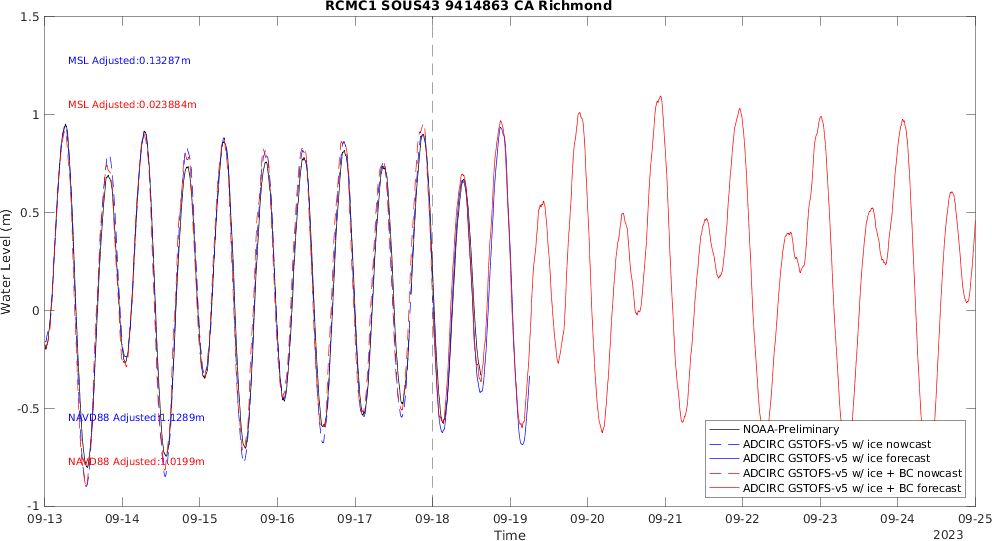 RCMC1 SOUS43 9414863 CA Richmond
1.5
1
0.5
0
-0.5
-1
Water Level (m)
MSL Adjusted:0.13287m
MSL Adjusted:0.023884m
NAVD88 Adjusted:1.1289m
NAVD88 Adjusted:1.0199m
NOAA-Preliminary
ADCIRC GSTOFS-v5 w/ ice nowcast
ADCIRC GSTOFS-v5 w/ ice forecast
ADCIRC GSTOFS-v5 w/ ice + BC nowcast
ADCIRC GSTOFS-v5 w/ ice + BC forecast
09-13 09-14 09-15 09-16 09-17 09-18 09-19 09-20 09-21 09-22 09-23 09-24 09-25
Time
2023